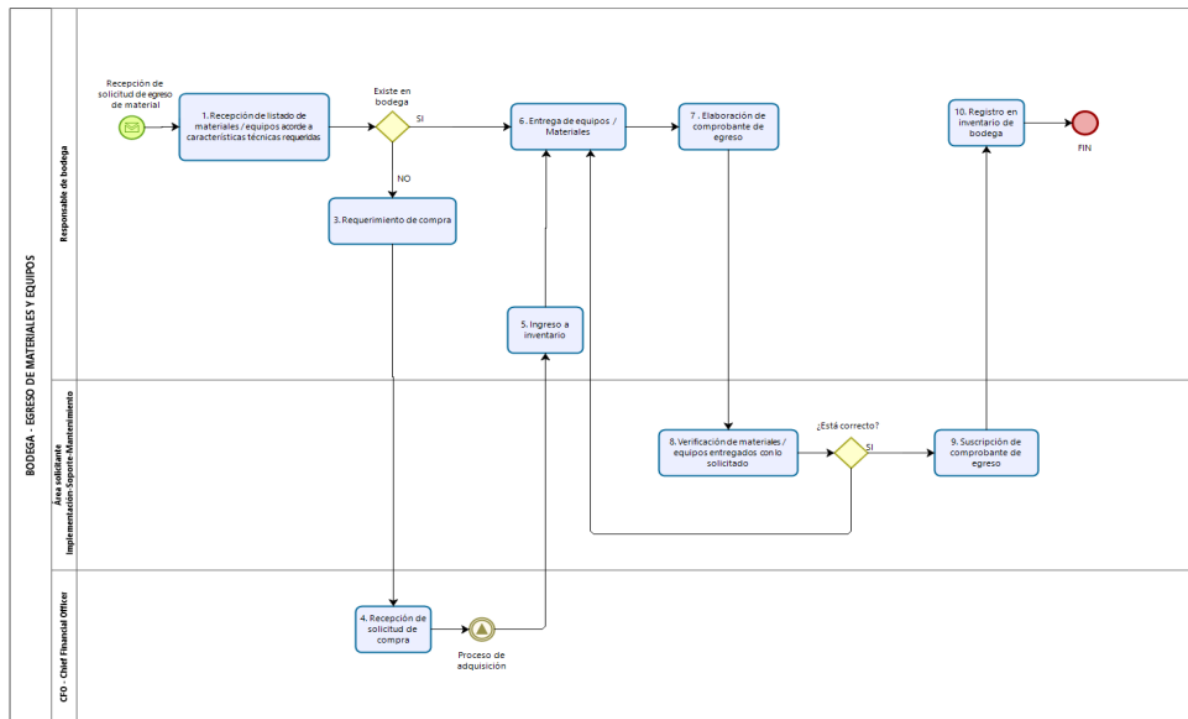 BODEGA - EGRESO DE MATERIALES Y EQUIPOS
Responsable de bodega
Recepción de
solicitud de egreso
de material
1. Recepción de listado de
materiales / equipos acorde a
características técnicas requeridas
Existe en
bodega
SI
NO
3. Requerimiento de compra
6. Entrega de equipos /
Materiales
7 . Elaboración de
comprobante de
egreso
10. Registro en
inventario de
bodega
FIN
5. Ingreso a
inventario
Área solicitante
Implementación-Soporte-Mantenimiento
8. Verificación de materiales /
equipos entregados con lo
solicitado
¿Está correcto?
SI
9. Suscripción de
comprobante de
egreso
CFO - Chief Financial Officer
4. Recepción de
solicitud de
compra
Proceso de
adquisición